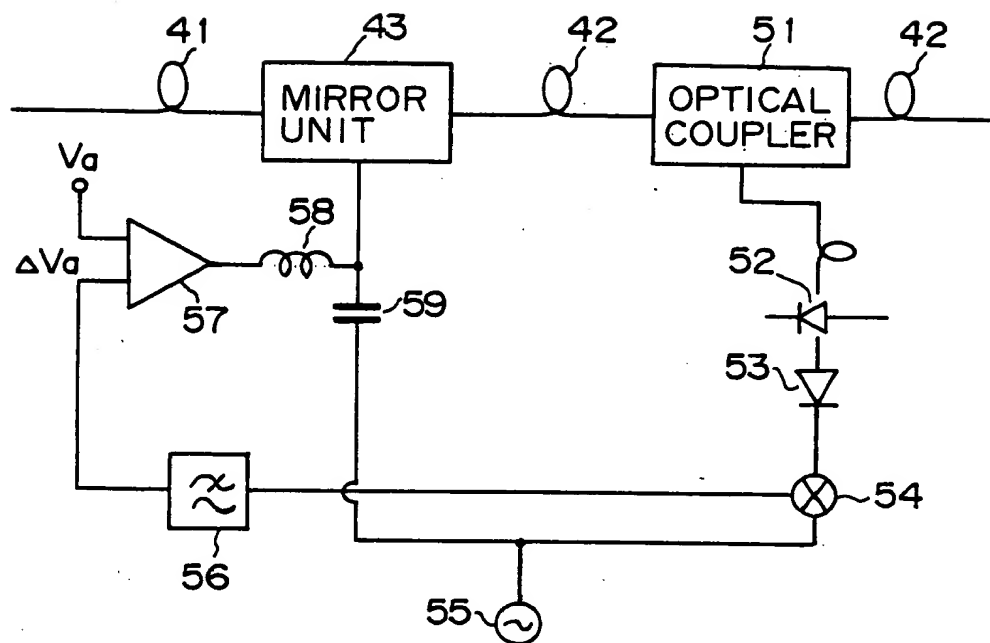 41
43
42
51
42
MIRROR
UNIT
OPTICAL
COUPLER
Va
58
ΔVa
52
57
59
53
54
56
55